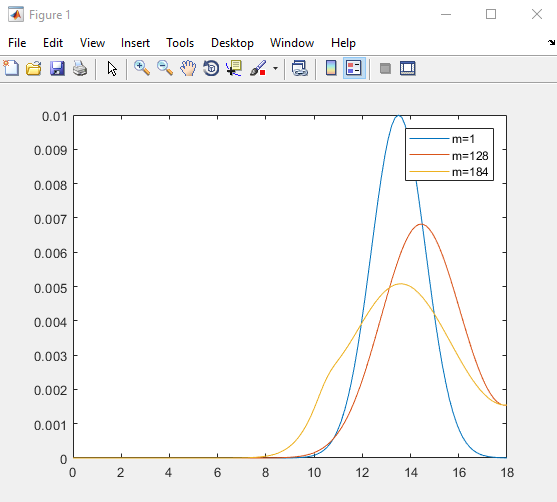 Figure 1
File Edit View Insert Tools Desktop Window Help
0.01
m=1
0.009
m=128
m=184
0.008
0.007
0.006
0.005
0.004
0.003
0.002
0.001
0
0 2 4 6 8 10 12 14 16 18